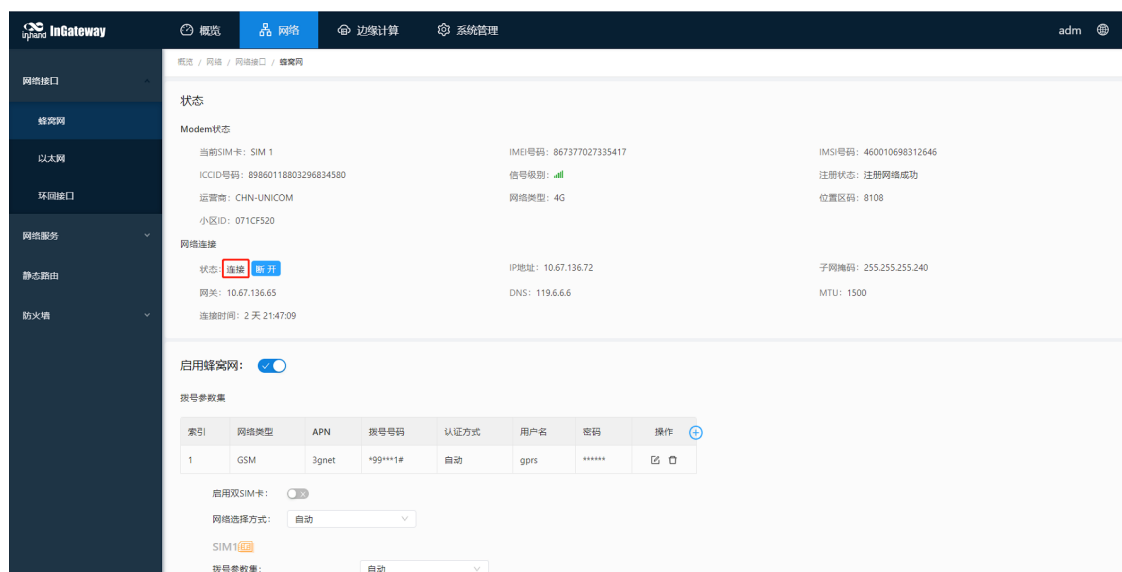 inhand InGateway 概览 网络 边缘计算 系统管理 adm
概览 / 网络 / 网络接口 / 蜂窝网
网络接口
蜂窝网
以太网
环回接口
网络服务
静态路由
防火墙
状态
Modem状态
当前SIM卡: SIM 1 IMEI号码: 867377027335417 IMSI号码: 460010698312646
ICCID号码: 89860118803296834580 信号级别: 注册状态: 注册网络成功
运营商: CHN-UNICOM 网络类型: 4G 位置区码: 8108
小区ID: 071CF520
网络连接
状态: 连接 断开 IP地址: 10.67.136.72 子网掩码: 255.255.255.240
网关: 10.67.136.65 DNS: 119.6.6.6 MTU: 1500
连接时间: 2 天 21:47:09
启用蜂窝网:
拨号参数集
索引 网络类型 APN 拨号号码 认证方式 用户名 密码 操作
1 GSM 3gnet *99***1# 自动 gprs ******
启用双SIM卡:
网络选择方式: 自动
SIM1
拨号参数集: 自动